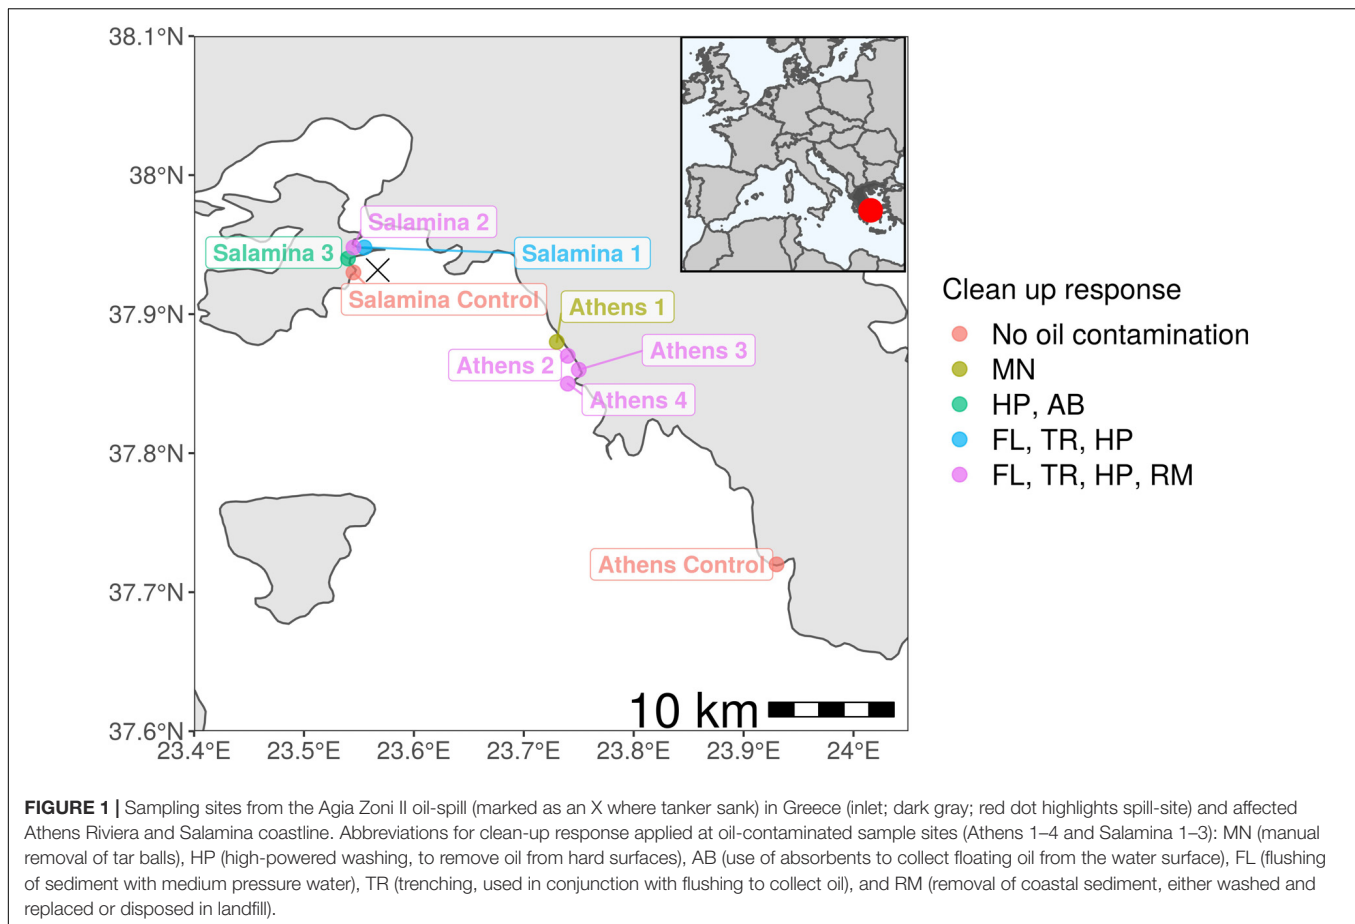 38.1°N
38°N
37.9°N
37.8°N
37.7°N
37.6°N
23.4°E
23.5°E
23.6°E
23.7°E
23.8°E
23.9°E
24°E
Salamina 2
Salamina 3
Salamina 1
Salamina Control
Athens 1
Athens 2
Athens 3
Athens 4
Athens Control
10 km
Clean up response
No oil contamination
MN
HP, AB
FL, TR, HP
FL, TR, HP, RM
FIGURE 1 | Sampling sites from the Agia Zoni II oil-spill (marked as an X where tanker sank) in Greece (inlet; dark gray; red dot highlights spill-site) and affected
Athens Riviera and Salamina coastline. Abbreviations for clean-up response applied at oil-contaminated sample sites (Athens 1–4 and Salamina 1–3): MN (manual
removal of tar balls), HP (high-powered washing, to remove oil from hard surfaces), AB (use of absorbents to collect floating oil from the water surface), FL (flushing
of sediment with medium pressure water), TR (trenching, used in conjunction with flushing to collect oil), and RM (removal of coastal sediment, either washed and
replaced or disposed in landfill).